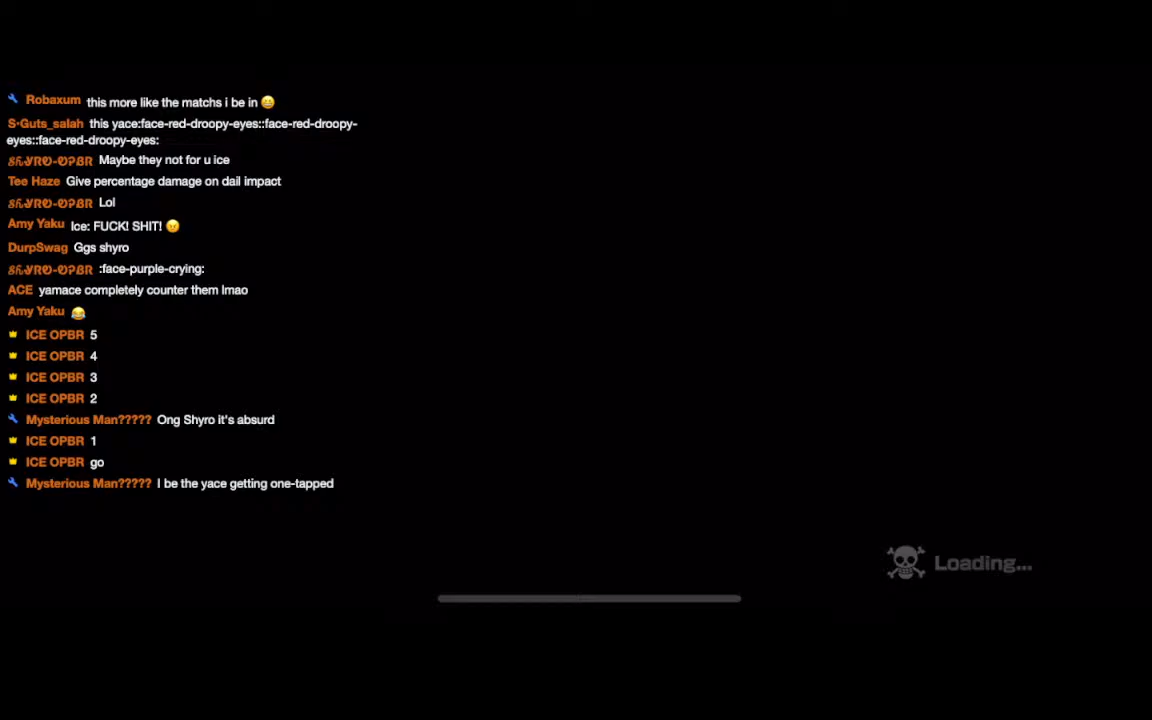 Robaxum this more like the matchs i be in 😄
S•Guts_salah this yace:face-red-droopy-eyes::face-red-droopy-
eyes::face-red-droopy-eyes:
Maybe they not for u ice
Tee Haze Give percentage damage on dail impact
Lol
Amy Yaku Ice: FUCK! SHIT! 😠
DurpSwag Ggs shyro
:face-purple-crying:
ACE yamace completely counter them lmao
Amy Yaku 😂
ICE OPBR 5
ICE OPBR 4
ICE OPBR 3
ICE OPBR 2
Mysterious Man????? Ong Shyro it's absurd
ICE OPBR 1
ICE OPBR go
Mysterious Man????? I be the yace getting one-tapped
Loading...